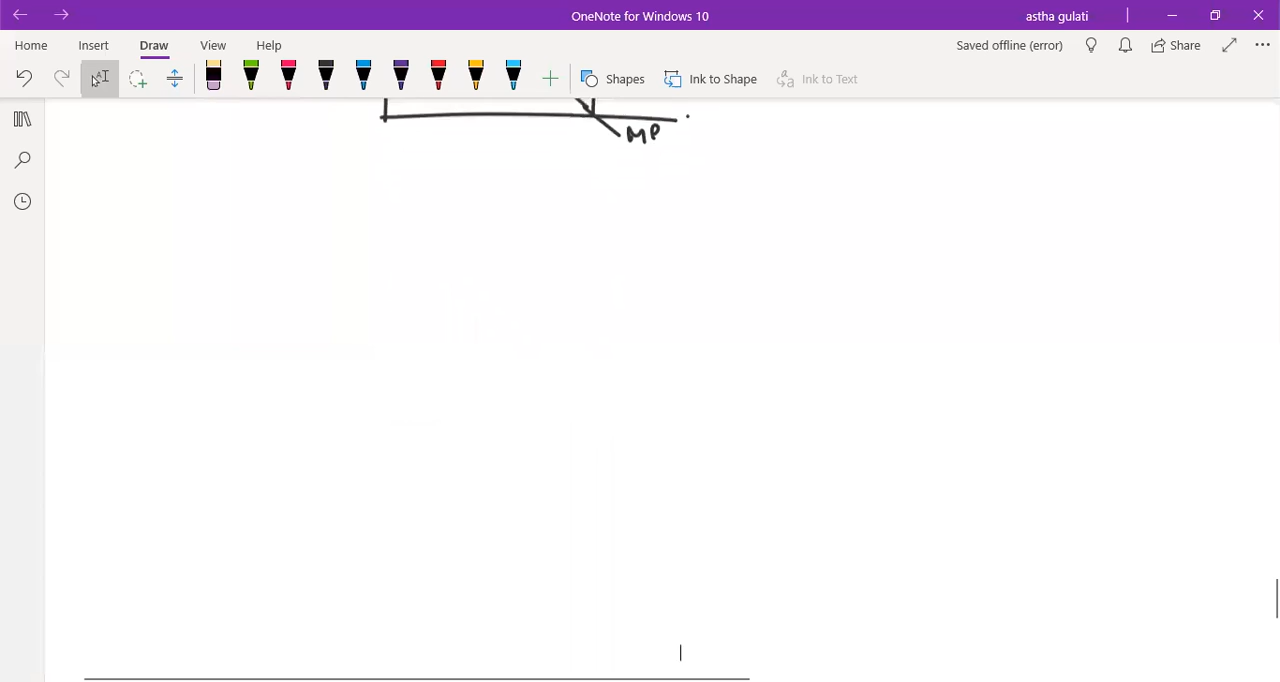 OneNote for Windows 10
astha gulati
Home Insert Draw View Help
Saved offline (error)
Share
Shapes
Ink to Shape
Ink to Text
MP